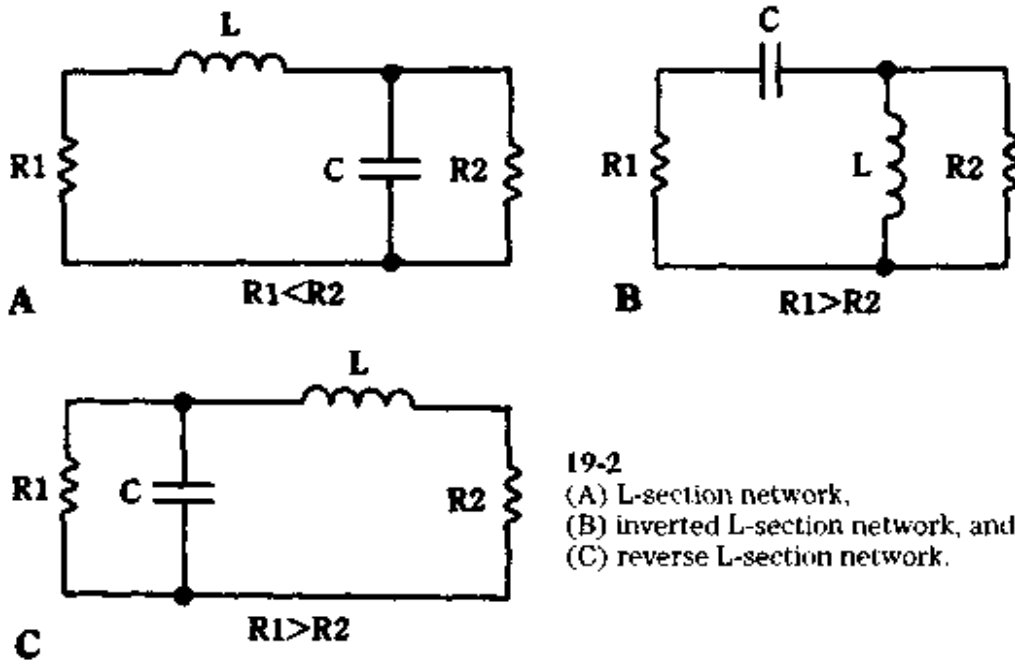 L
R1
C
R2
R1<R2
A
C
R1
L
R2
R1>R2
B
L
R1
C
R2
R1>R2
C
19-2
(A) L-section network,
(B) inverted L-section network, and
(C) reverse L-section network.